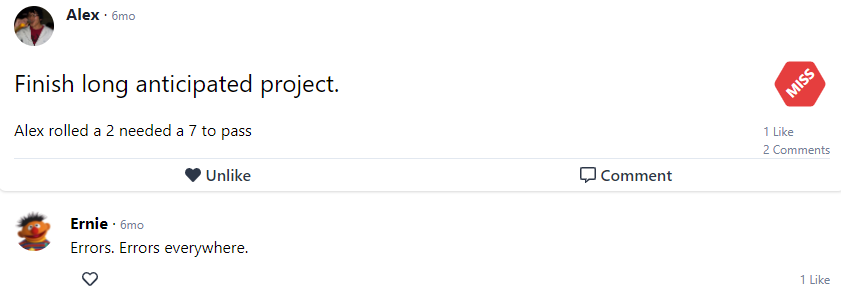 Alex · 6mo
Finish long anticipated project.
MISS
Alex rolled a 2 needed a 7 to pass
1 Like
2 Comments
Unlike
Comment
Ernie · 6mo
Errors. Errors everywhere.
1 Like